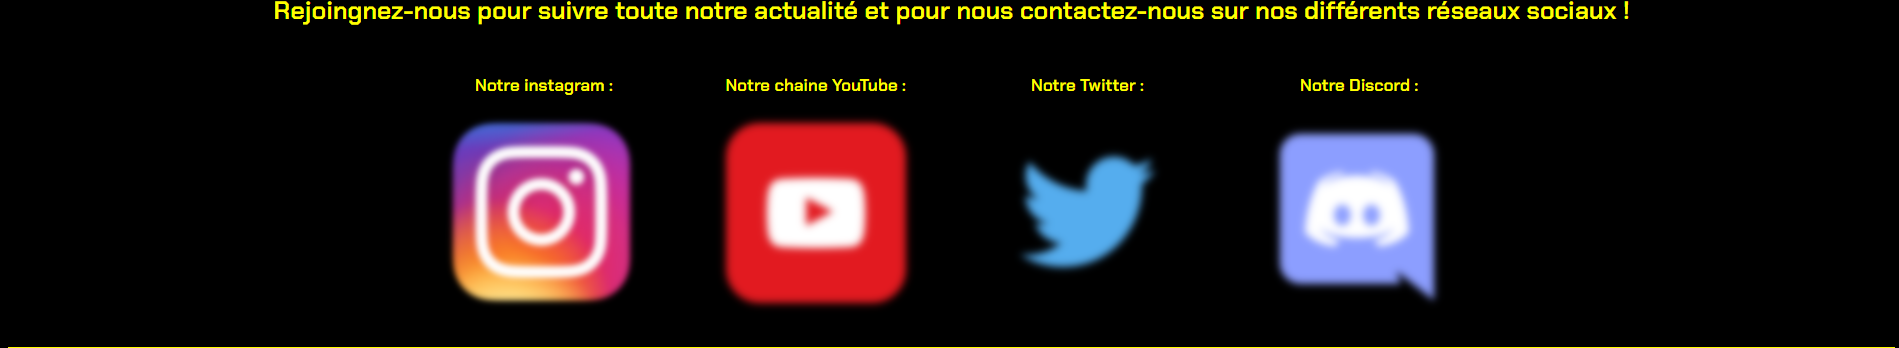 Rejoingnez-nous pour suivre toute notre actualité et pour nous contactez-nous sur nos différents réseaux sociaux !
Notre instagram :
Notre chaine YouTube :
Notre Twitter :
Notre Discord :